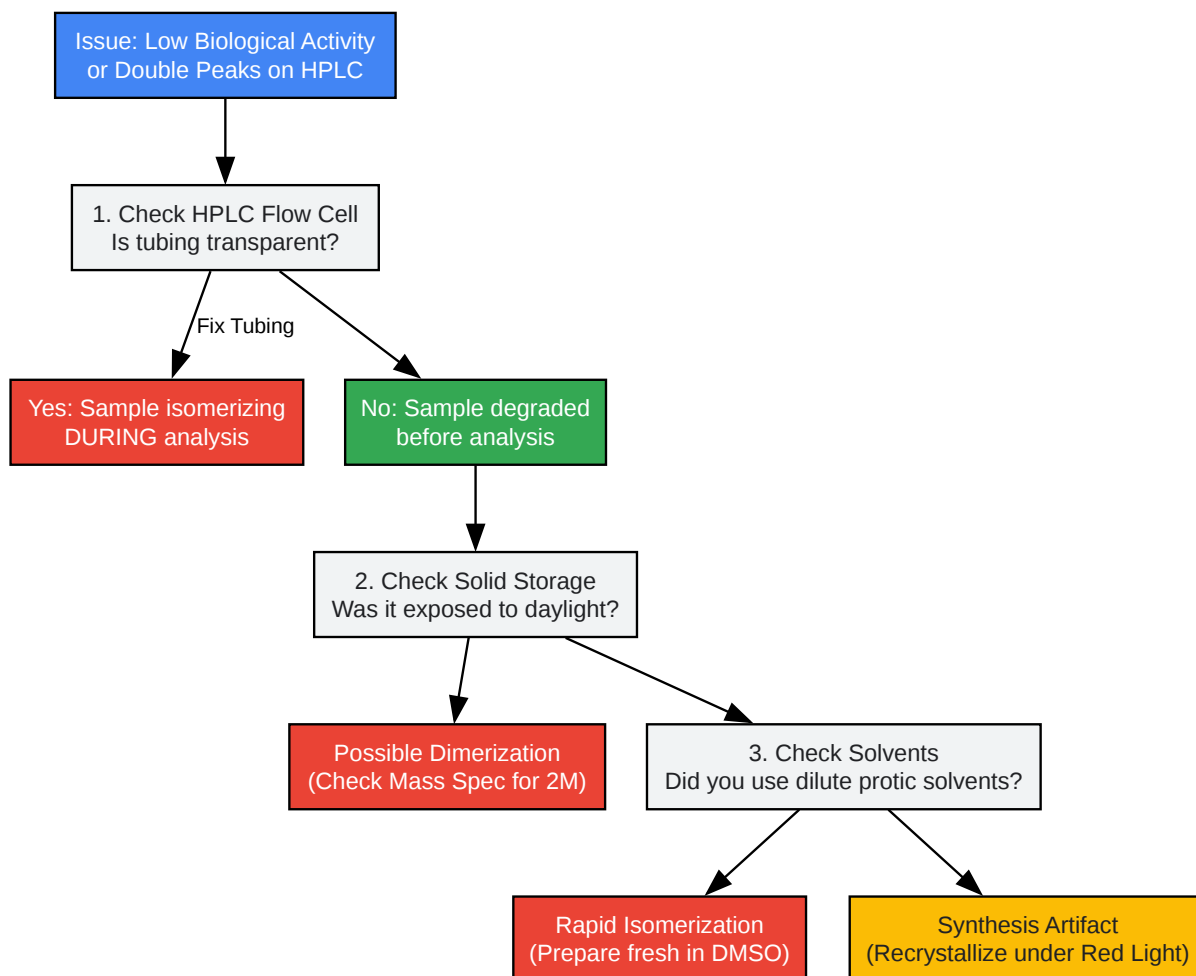 Issue: Low Biological Activity
or Double Peaks on HPLC
1. Check HPLC Flow Cell
Is tubing transparent?
Fix Tubing
Yes: Sample isomerizing
DURING analysis
No: Sample degraded
before analysis
2. Check Solid Storage
Was it exposed to daylight?
Possible Dimerization
(Check Mass Spec for 2M)
3. Check Solvents
Did you use dilute protic solvents?
Rapid Isomerization
(Prepare fresh in DMSO)
Synthesis Artifact
(Recrystallize under Red Light)